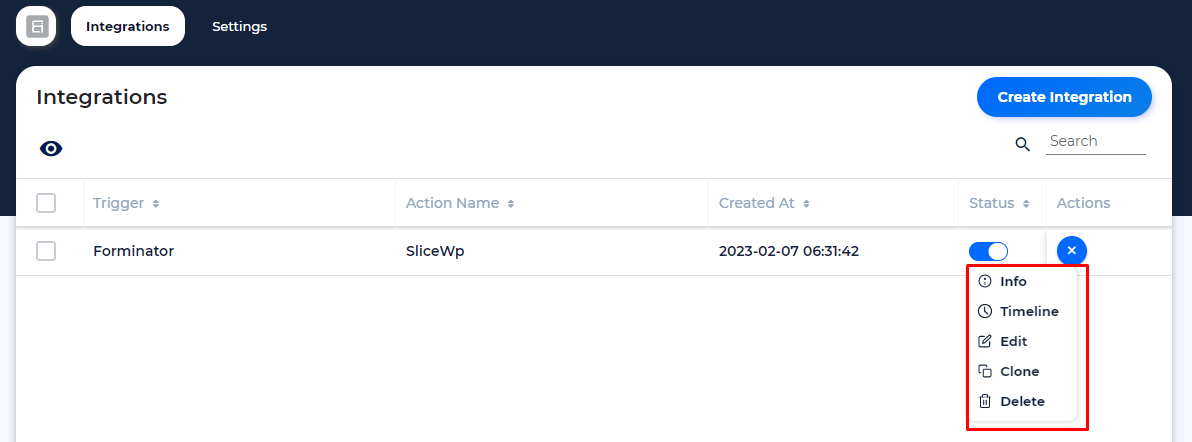 Integrations
Settings
Integrations
Create Integration
Search
Trigger Action Name Created At Status Actions
Forminator SliceWp 2023-02-07 06:31:42
Info
Timeline
Edit
Clone
Delete